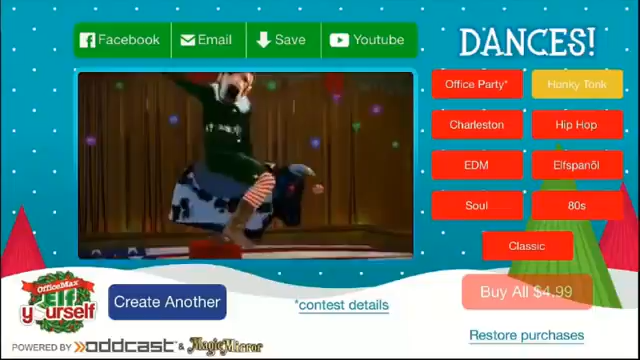 Facebook
Email
Save
Youtube
DANCES!
Office Party*
Honky Tonk
Charleston
Hip Hop
EDM
Elfspanõl
Soul
80s
Classic
Buy All $4.99
Restore purchases
OfficeMax
Elf
yourself
Create Another
*contest details
POWERED BY oddcast & MagicMirror